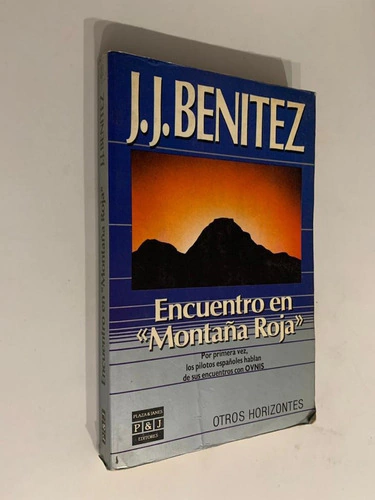 J.J. BENITEZ
Encuentro en
«Montaña Roja»
Por primera vez,
los pilotos españoles hablan
de sus encuentros con OVNIS
OTROS HORIZONTES
J.J. BENITEZ
Encuentro en «Montaña Roja»
PLAZA & JANES
P & J
EDITORES